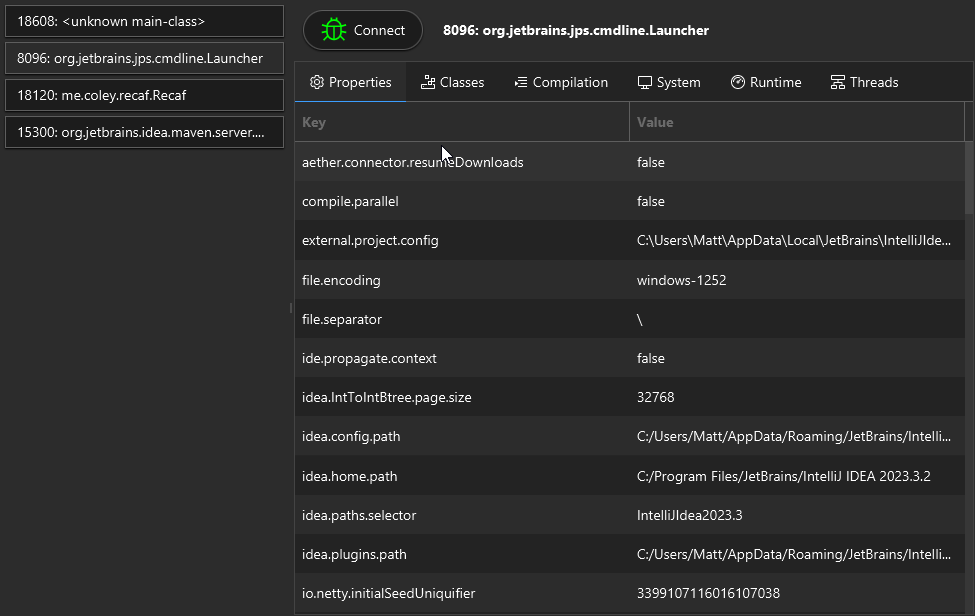 18608: <unknown main-class>
8096: org.jetbrains.jps.cmdline.Launcher
18120: me.coley.recaf.Recaf
15300: org.jetbrains.idea.maven.server....
Connect 8096: org.jetbrains.jps.cmdline.Launcher
Properties Classes Compilation System Runtime Threads
Key Value
aether.connector.resumeDownloads false
compile.parallel false
external.project.config C:\Users\Matt\AppData\Local\JetBrains\IntelliJIde...
file.encoding windows-1252
file.separator \
ide.propagate.context false
idea.IntToIntBtree.page.size 32768
idea.config.path C:/Users/Matt/AppData/Roaming/JetBrains/Intelli...
idea.home.path C:/Program Files/JetBrains/IntelliJ IDEA 2023.3.2
idea.paths.selector IntelliJIdea2023.3
idea.plugins.path C:/Users/Matt/AppData/Roaming/JetBrains/Intelli...
io.netty.initialSeedUniquifier 3399107116016107038